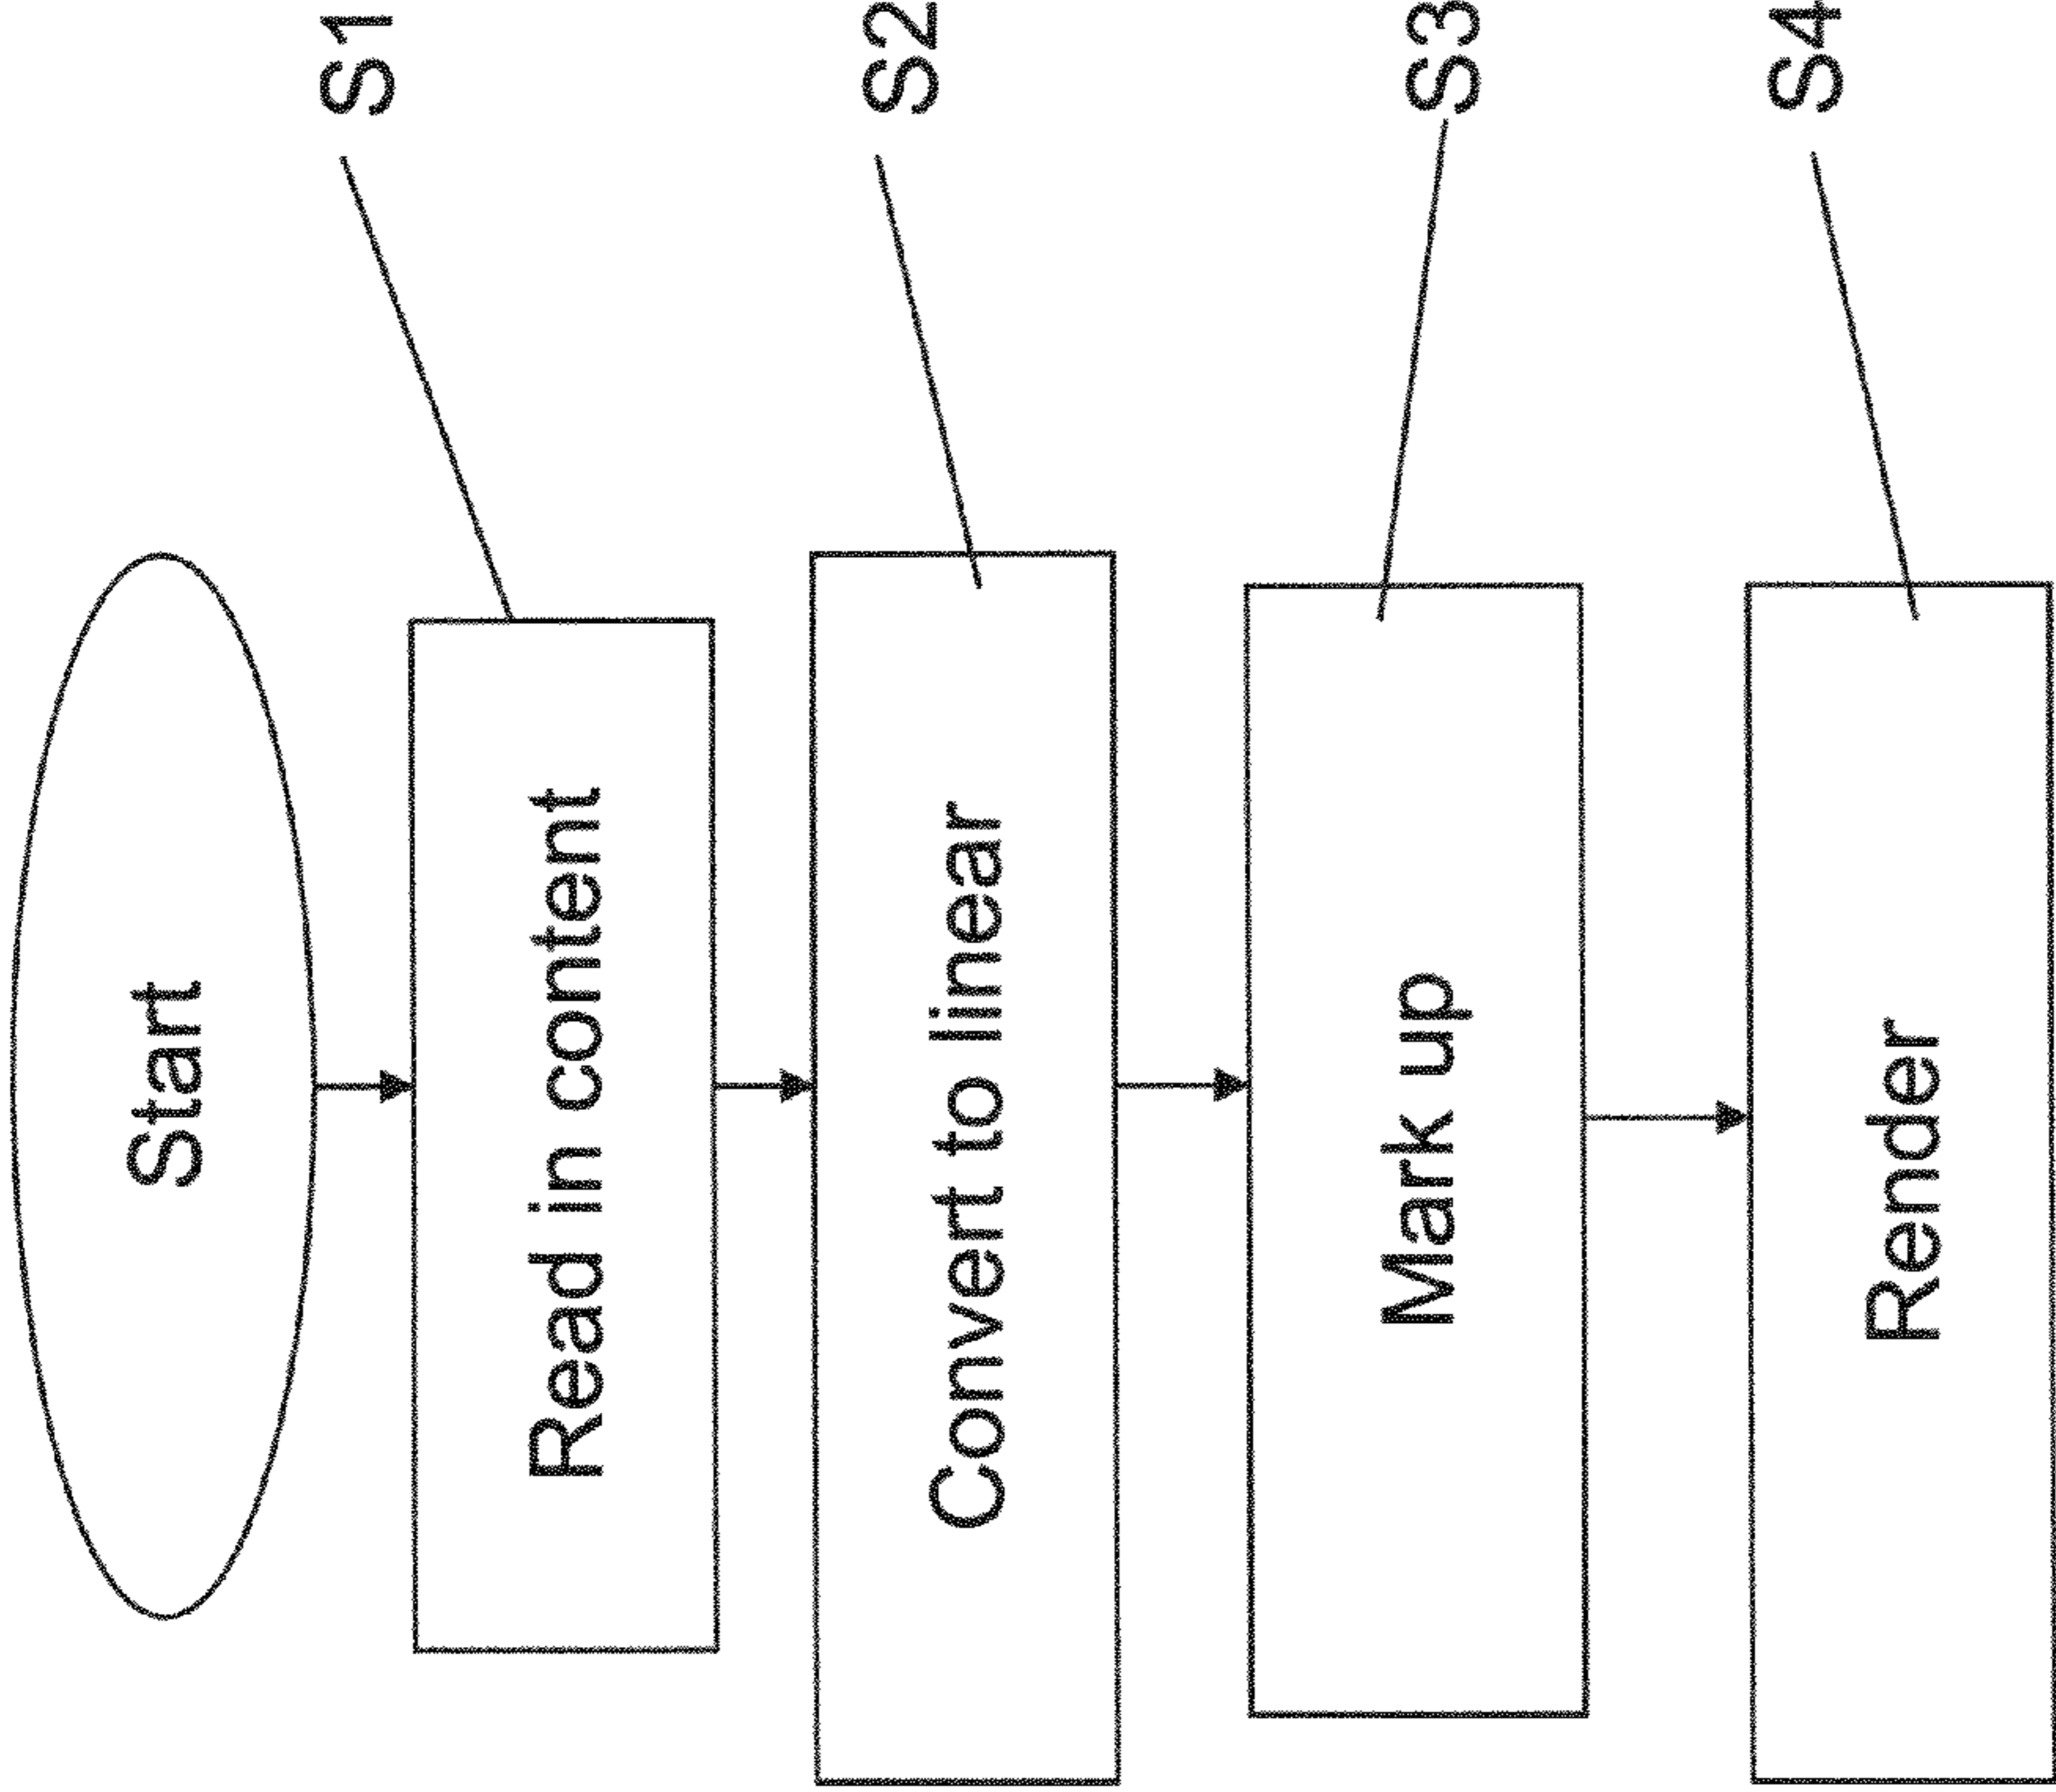 Start
Read in content
S1
Convert to linear
S2
Mark up
S3
Render
S4